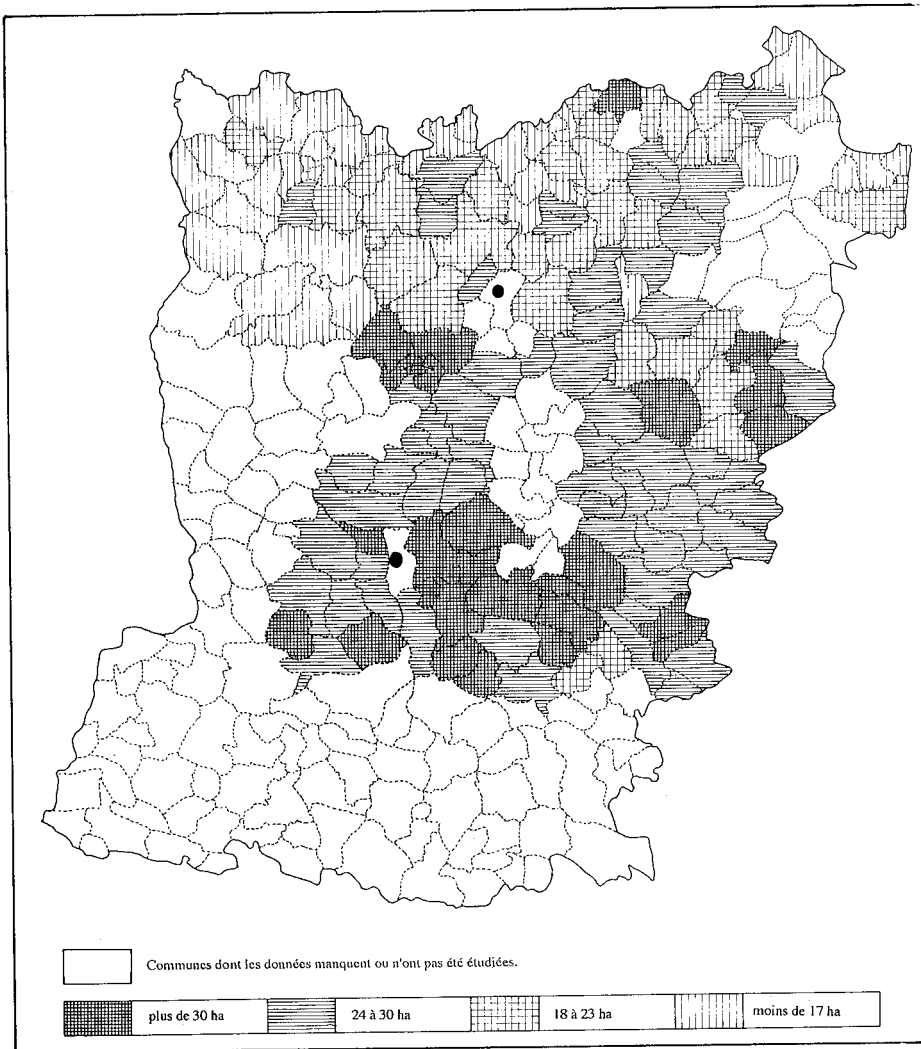 Communes dont les données manquent ou n'ont pas été étudiées.
plus de 30 ha
24 à 30 ha
18 à 23 ha
moins de 17 ha